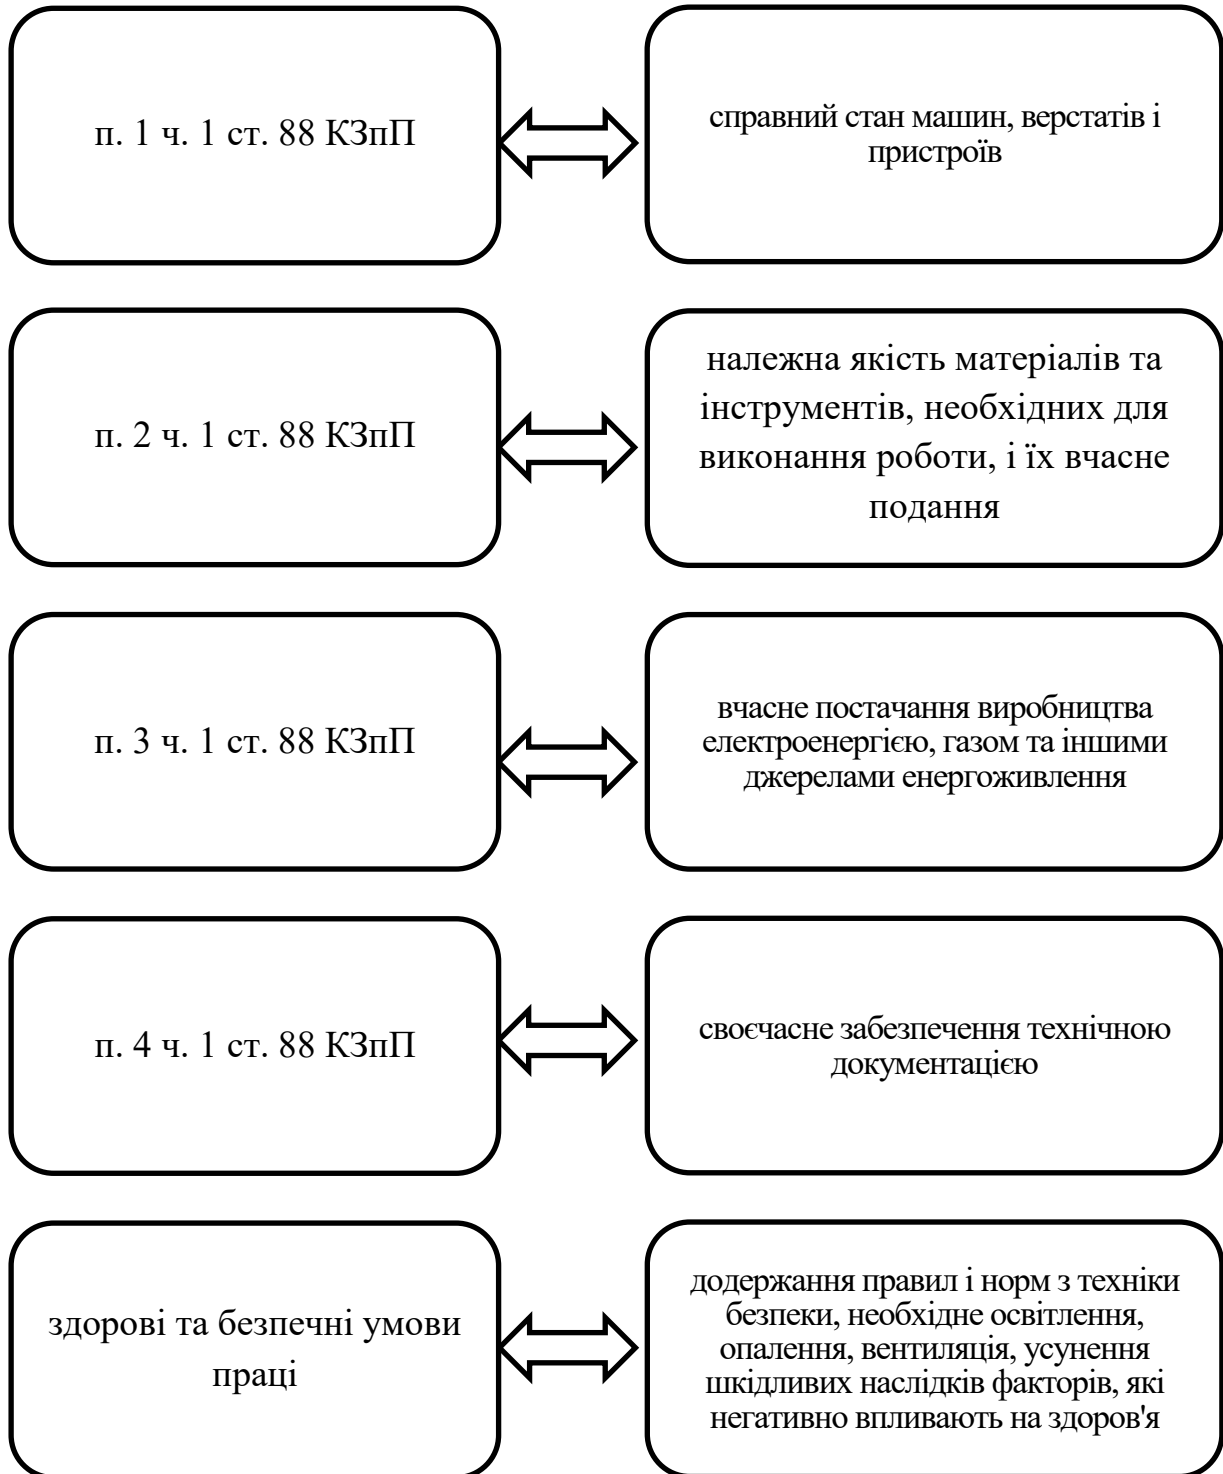 п. 1 ч. 1 ст. 88 КЗпП
справний стан машин, верстатів і
пристроїв
п. 2 ч. 1 ст. 88 КЗпП
належна якість матеріалів та
інструментів, необхідних для
виконання роботи, і їх вчасне
подання
п. 3 ч. 1 ст. 88 КЗпП
вчасне постачання виробництва
електроенергією, газом та іншими
джерелами енергоживлення
п. 4 ч. 1 ст. 88 КЗпП
своєчасне забезпечення технічною
документацією
здорові та безпечні умови
праці
додержання правил і норм з техніки
безпеки, необхідне освітлення,
опалення, вентиляція, усунення
шкідливих наслідків факторів, які
негативно впливають на здоров'я